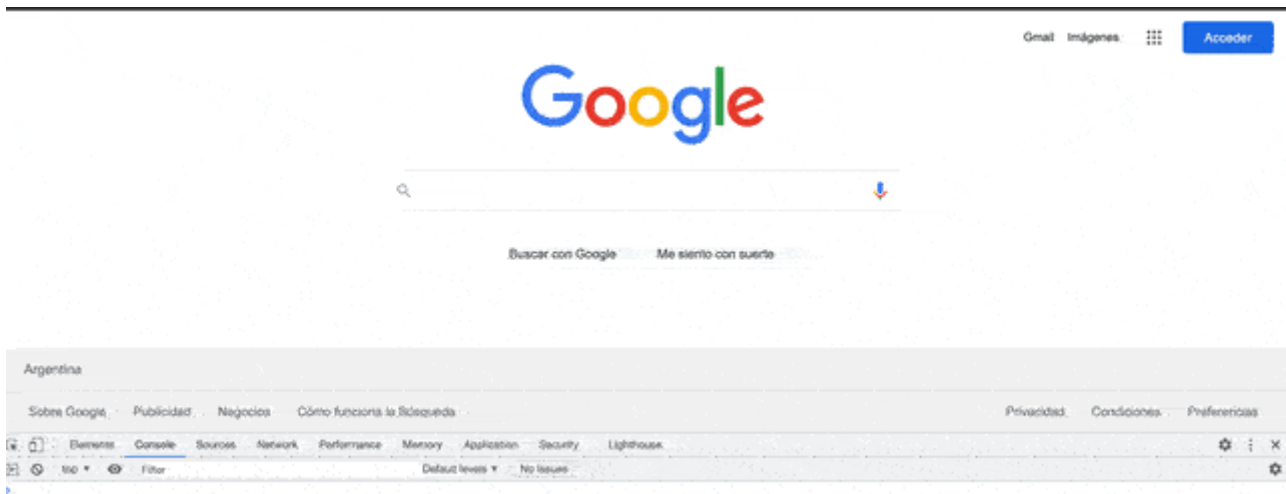 Gmail Imágenes Acceder
Google
Buscar con Google Me siento con suerte
Argentina
Sobre Google Publicidad Negocios Cómo funciona la Búsqueda Privacidad Condiciones Preferencias
Elements Console Sources Network Performance Memory Application Security Lighthouse
top Filter Default levels No Issues